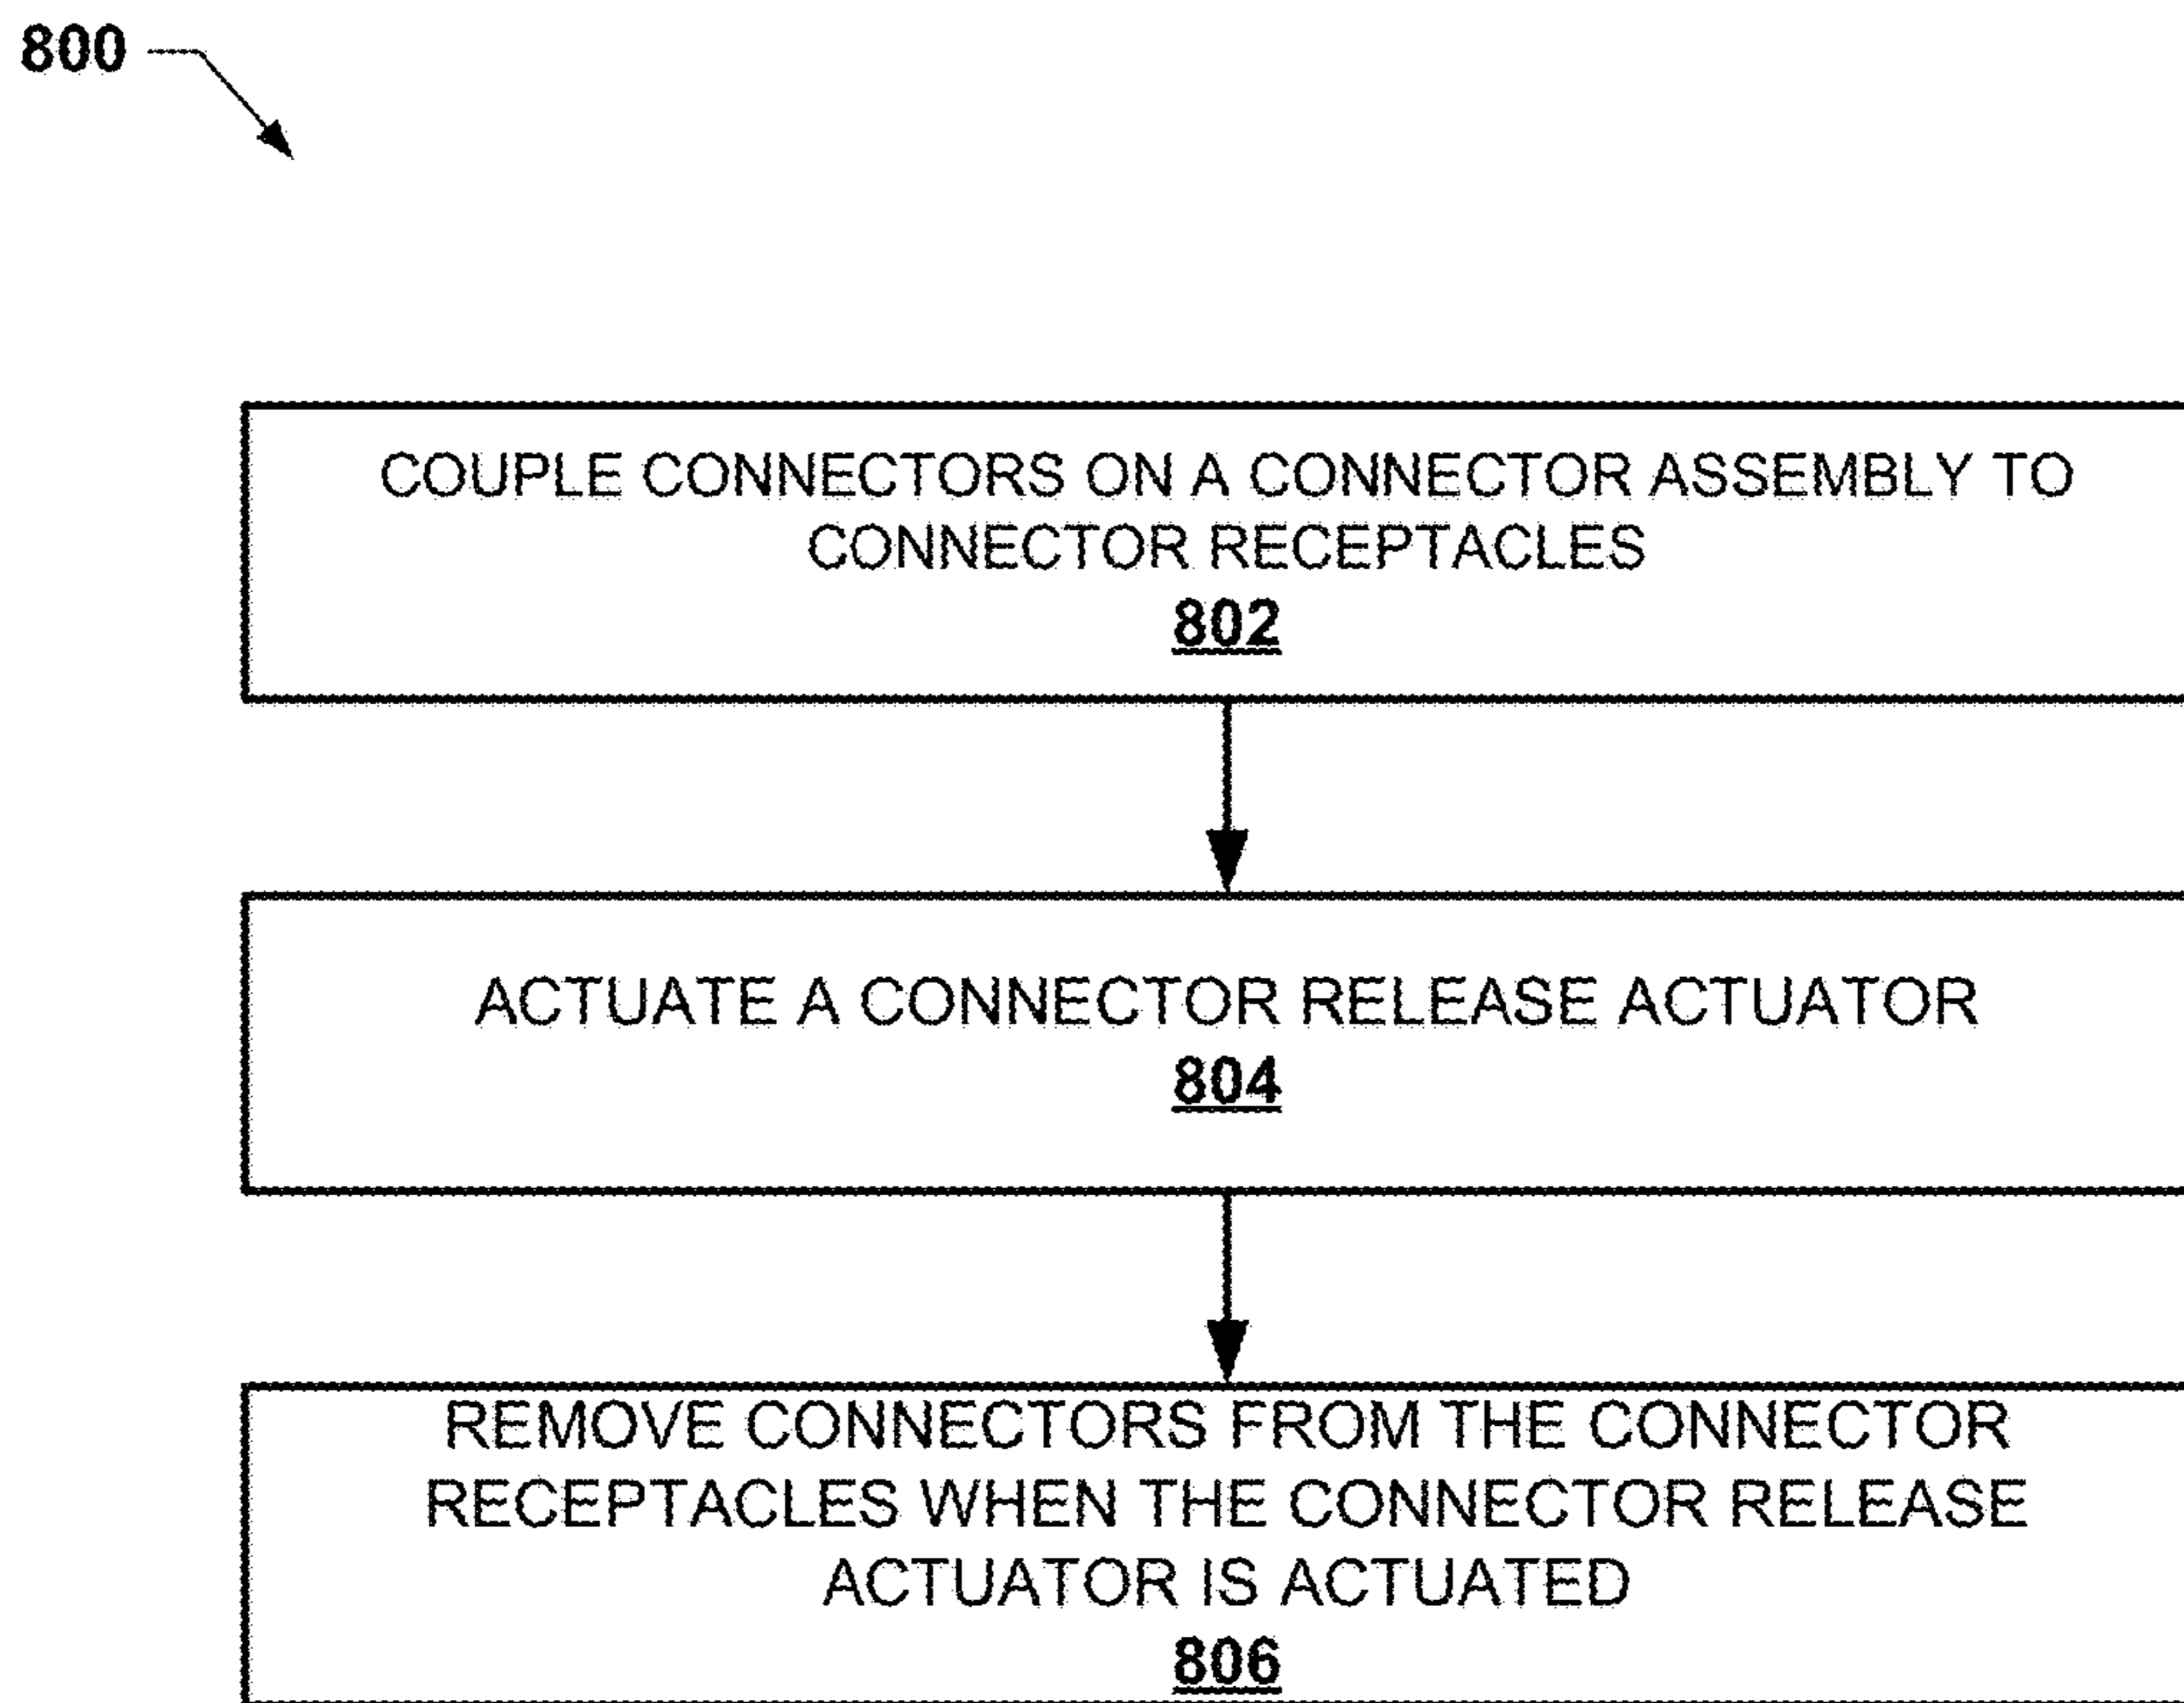 800
COUPLE CONNECTORS ON A CONNECTOR ASSEMBLY TO
CONNECTOR RECEPTACLES
802
ACTUATE A CONNECTOR RELEASE ACTUATOR
804
REMOVE CONNECTORS FROM THE CONNECTOR
RECEPTACLES WHEN THE CONNECTOR RELEASE
ACTUATOR IS ACTUATED
806